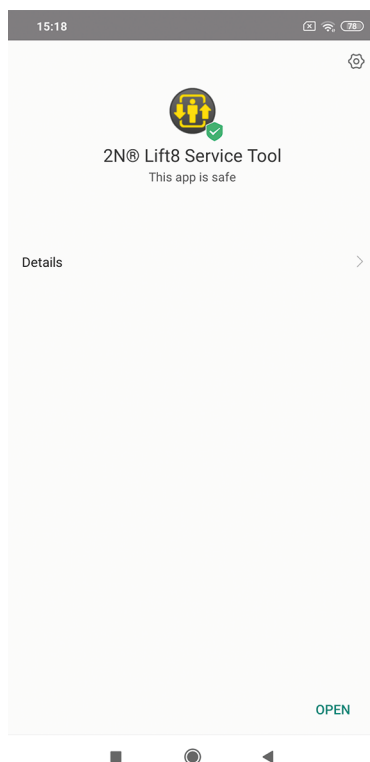 15:18
78
2N® Lift8 Service Tool
This app is safe
Details
OPEN